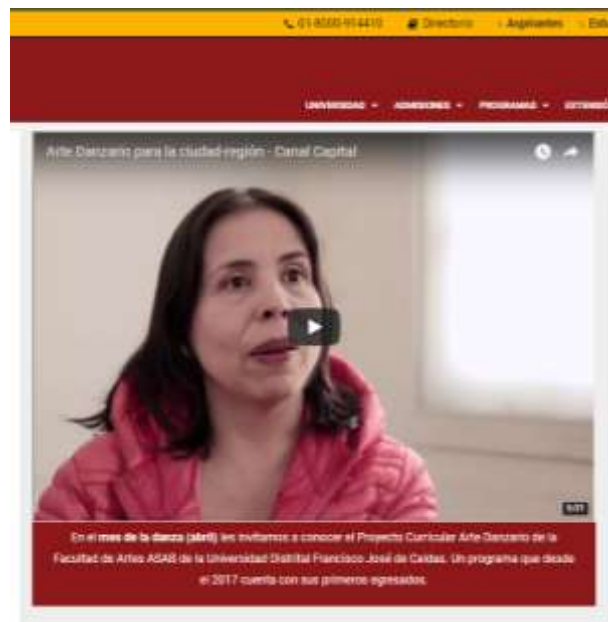 01-8000-914410 Directorio Aspirantes
UNIVERSIDAD ADMISIONES PROGRAMAS EXTENSIÓ
Arte Danzario para la ciudad-región - Canal Capital
En el mes de la danza (abril) les invitamos a conocer el Proyecto Curricular Arte Danzario de la
Facultad de Artes ASAB de la Universidad Distrital Francisco José de Caldas. Un programa que desde
el 2017 cuenta con sus primeros egresados.